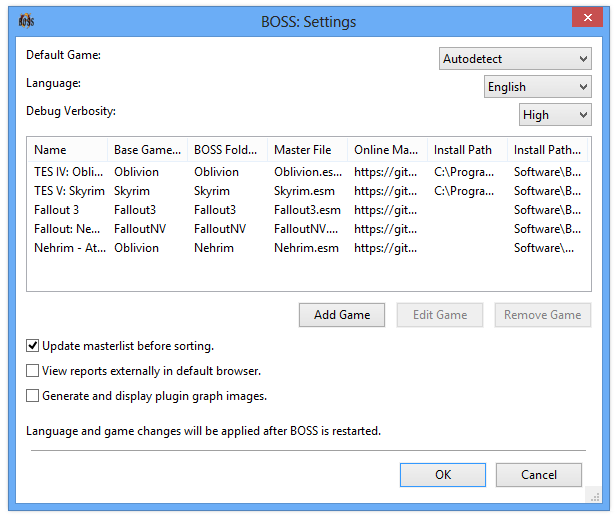 BOSS
BOSS: Settings
Default Game: Autodetect
Language: English
Debug Verbosity: High
Name Base Game... BOSS Fold... Master File Online Ma... Install Path Install Path...
TES IV: Obli... Oblivion Oblivion Oblivion.es... https://git... C:\Progra... Software\B...
TES V: Skyrim Skyrim Skyrim Skyrim.esm https://git... C:\Progra... Software\B...
Fallout 3 Fallout3 Fallout3 Fallout3.esm https://git... Software\B...
Fallout: Ne... FalloutNV FalloutNV FalloutNV.... https://git... Software\B...
Nehrim - At... Oblivion Nehrim Nehrim.esm https://git... Software\...
Add Game Edit Game Remove Game
Update masterlist before sorting.
View reports externally in default browser.
Generate and display plugin graph images.
Language and game changes will be applied after BOSS is restarted.
OK Cancel